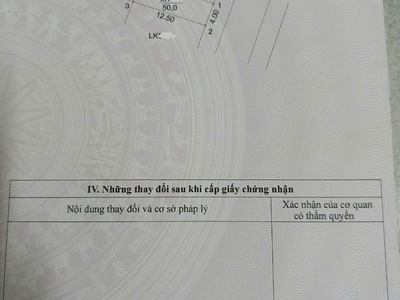 3
50,0
1
12.50
4.00
2
IV. Những thay đổi sau khi cấp giấy chứng nhận
Nội dung thay đổi và cơ sở pháp lý
Xác nhận của cơ quan
có thẩm quyền